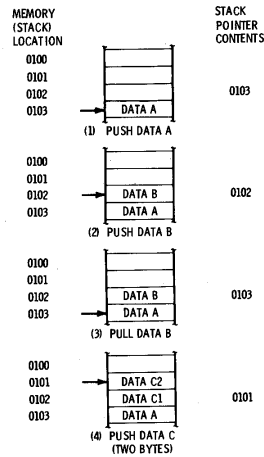 MEMORY
(STACK)
LOCATION
STACK
POINTER
CONTENTS
0100
0101
0102
0103
DATA A
0103
(1) PUSH DATA A
0100
0101
0102
DATA B
0102
0103
DATA A
(2) PUSH DATA B
0100
0101
0102
DATA B
0103
0103
DATA A
(3) PULL DATA B
0100
0101
DATA C2
0102
DATA C1
0101
0103
DATA A
(4) PUSH DATA C
(TWO BYTES)